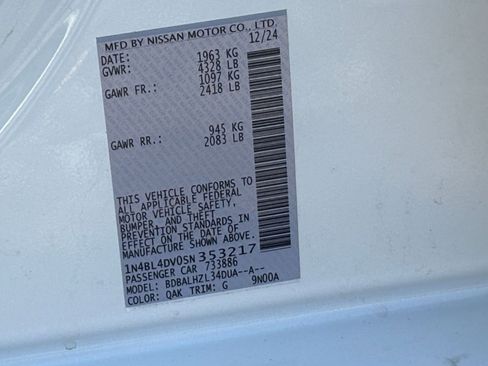 MFD BY NISSAN MOTOR CO., LTD.
DATE: 12/24
GVWR: 1963 KG
4328 LB
GAWR FR.: 1097 KG
2418 LB
GAWR RR.: 945 KG
2083 LB
THIS VEHICLE CONFORMS TO
ALL APPLICABLE FEDERAL
MOTOR VEHICLE SAFETY,
BUMPER, AND THEFT
PREVENTION STANDARDS IN
EFFECT ON THE DATE OF
MANUFACTURE SHOWN ABOVE.
1N4BL4DV0SN353217
PASSENGER CAR 733886
MODEL: BDBALHZL34DUA--A--
COLOR: QAK TRIM: G 9N00A